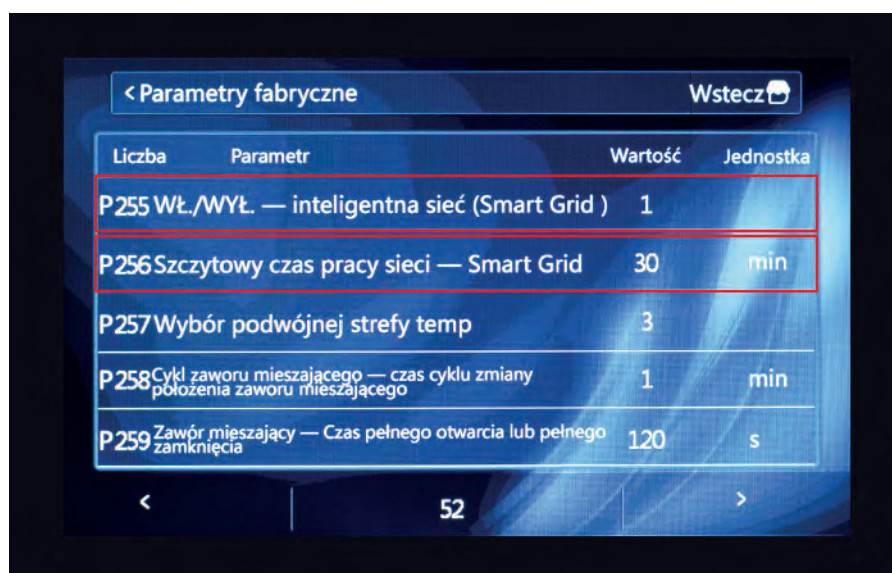 <Parametry fabryczne Wstecz
Liczba Parametr Wartość Jednostka
P255 WŁ./WYŁ. — inteligentna sieć (Smart Grid ) 1
P256 Szczytowy czas pracy sieci — Smart Grid 30 min
P257 Wybór podwójnej strefy temp 3
P258 Cykl zaworu mieszającego — czas cyklu zmiany
położenia zaworu mieszającego 1 min
P259 Zawór mieszający — Czas pełnego otwarcia lub pełnego
zamknięcia 120 s
< 52 >